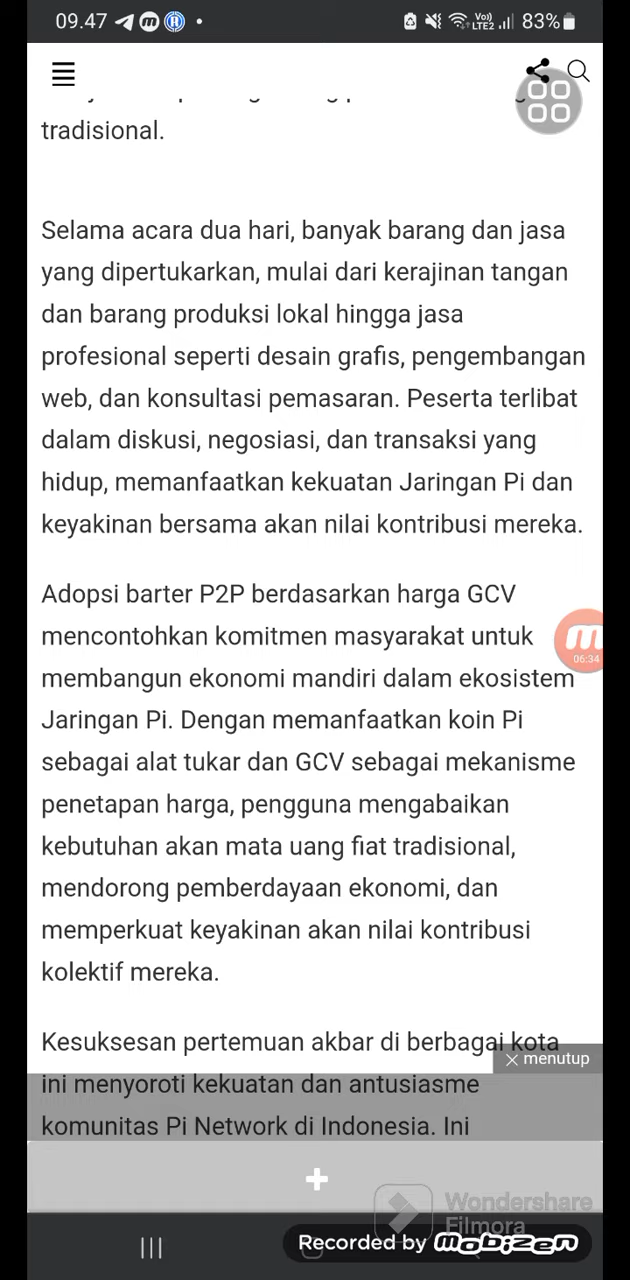 09.47
Vo))
LTE2
83%
tradisional.
Selama acara dua hari, banyak barang dan jasa
yang dipertukarkan, mulai dari kerajinan tangan
dan barang produksi lokal hingga jasa
profesional seperti desain grafis, pengembangan
web, dan konsultasi pemasaran. Peserta terlibat
dalam diskusi, negosiasi, dan transaksi yang
hidup, memanfaatkan kekuatan Jaringan Pi dan
keyakinan bersama akan nilai kontribusi mereka.
Adopsi barter P2P berdasarkan harga GCV
mencontohkan komitmen masyarakat untuk
06:34
membangun ekonomi mandiri dalam ekosistem
Jaringan Pi. Dengan memanfaatkan koin Pi
sebagai alat tukar dan GCV sebagai mekanisme
penetapan harga, pengguna mengabaikan
kebutuhan akan mata uang fiat tradisional,
mendorong pemberdayaan ekonomi, dan
memperkuat keyakinan akan nilai kontribusi
kolektif mereka.
Kesuksesan pertemuan akbar di berbagai kota
menutup
ini menyoroti kekuatan dan antusiasme
komunitas Pi Network di Indonesia. Ini
Wondershare
Filmora
Recorded by mobizen